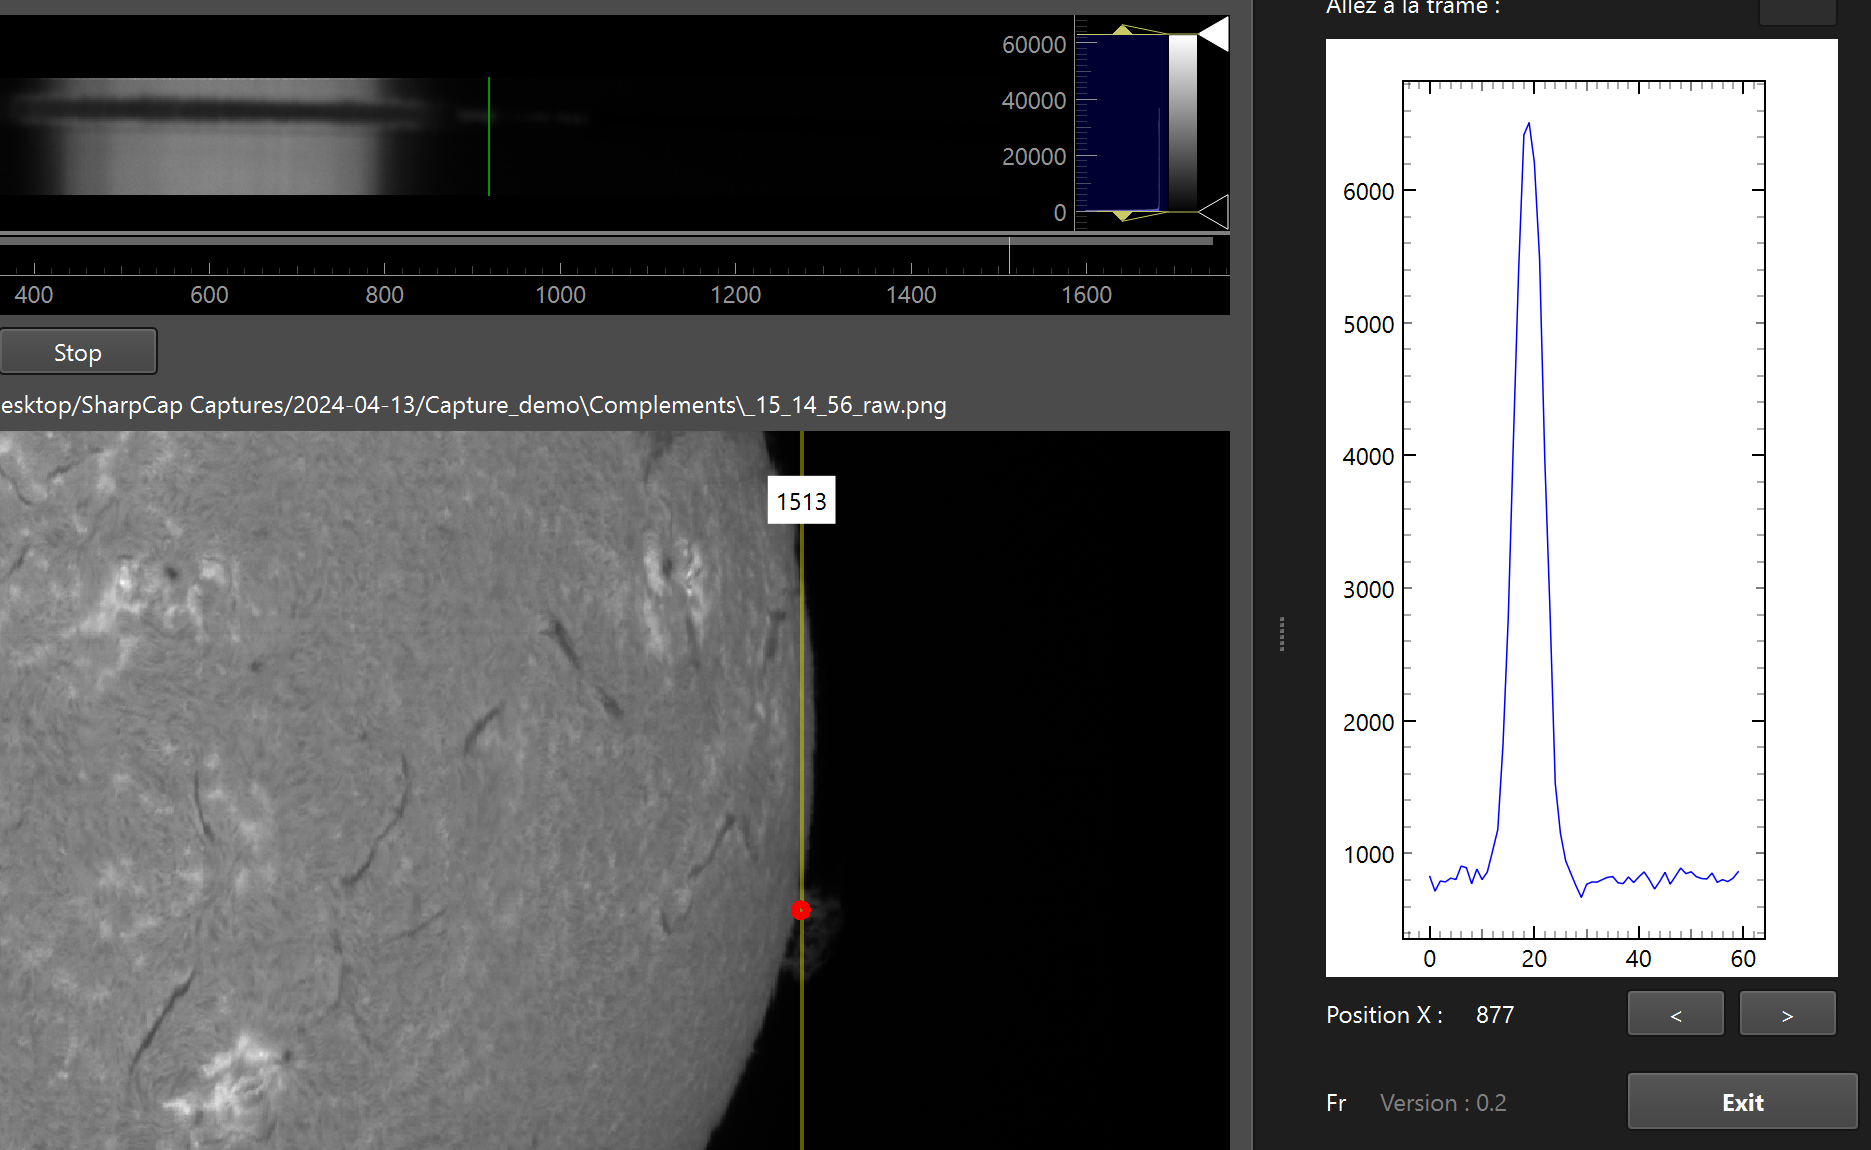 Allez à la trame :
60000
40000
20000
0
400 600 800 1000 1200 1400 1600
Stop
esktop/SharpCap Captures/2024-04-13/Capture_demo\Complements\_15_14_56_raw.png
1513
6000
5000
4000
3000
2000
1000
0 20 40 60
Position X : 877 < >
Fr Version : 0.2 Exit